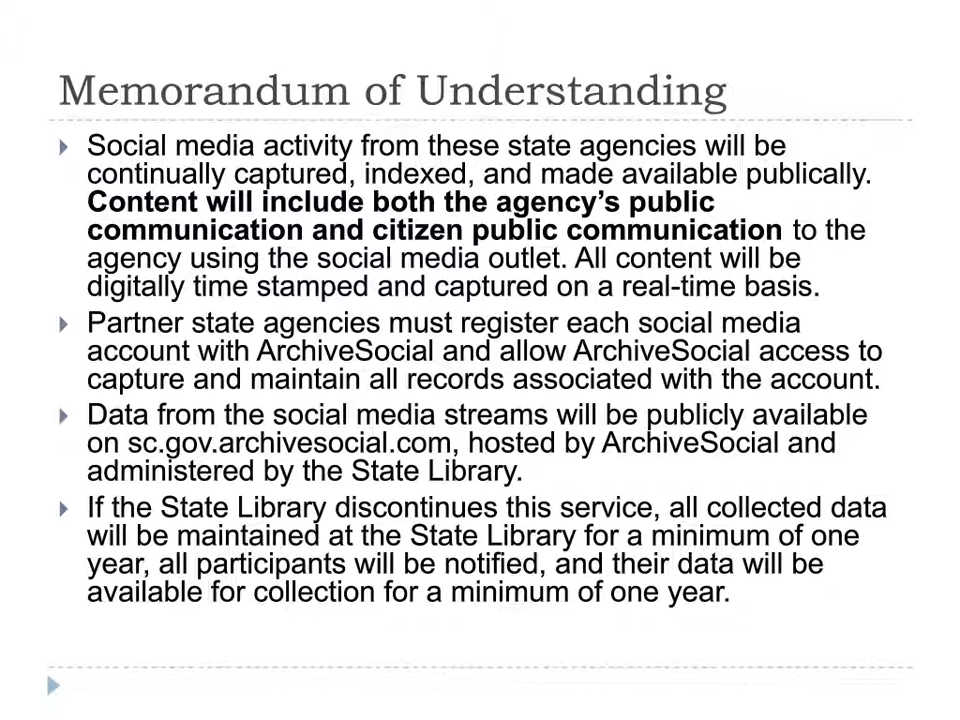 Memorandum of Understanding
Social media activity from these state agencies will be
continually captured, indexed, and made available publically.
Content will include both the agency’s public
communication and citizen public communication to the
agency using the social media outlet. All content will be
digitally time stamped and captured on a real-time basis.
Partner state agencies must register each social media
account with ArchiveSocial and allow ArchiveSocial access to
capture and maintain all records associated with the account.
Data from the social media streams will be publicly available
on sc.gov.archivesocial.com, hosted by ArchiveSocial and
administered by the State Library.
If the State Library discontinues this service, all collected data
will be maintained at the State Library for a minimum of one
year, all participants will be notified, and their data will be
available for collection for a minimum of one year.